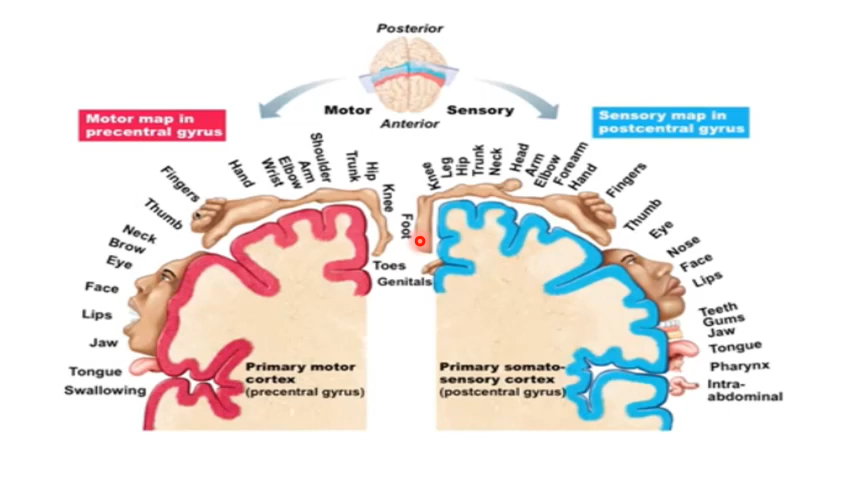 Posterior
Motor
Sensory
Anterior
Motor map in
precentral gyrus
Sensory map in
postcentral gyrus
Swallowing
Tongue
Jaw
Lips
Face
Eye
Brow
Neck
Thumb
Fingers
Hand
Wrist
Elbow
Arm
Shoulder
Trunk
Hip
Knee
Foot
Toes
Genitals
Knee
Leg
Hip
Trunk
Neck
Head
Arm
Elbow
Forearm
Hand
Fingers
Thumb
Eye
Nose
Face
Lips
Teeth
Gums
Jaw
Tongue
Pharynx
Intra-
abdominal
Primary motor
cortex
(precentral gyrus)
Primary somato-
sensory cortex
(postcentral gyrus)